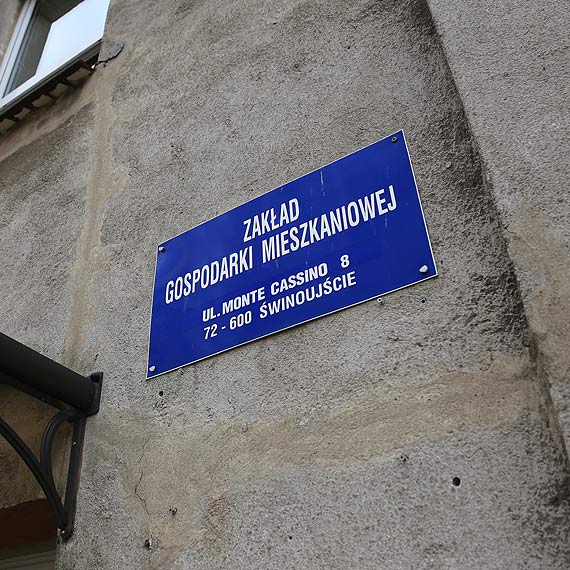 ZAKŁAD
GOSPODARKI MIESZKANIOWEJ
UL. MONTE CASSINO 8
72-600 ŚWINOUJŚCIE